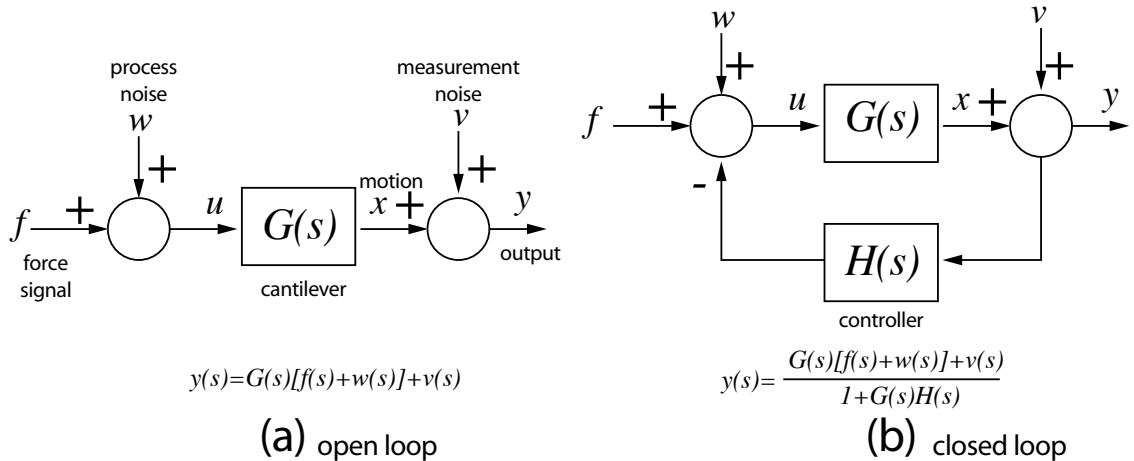 process
noise
w
measurement
noise
v
f
+
+
u
G(s)
motion
x
+
+
y
force
signal
cantilever
output
y(s)=G(s)[f(s)+w(s)]+v(s)
(a) open loop
w
v
+
+
f
+
u
G(s)
x
+
y
-
H(s)
controller
y(s)= G(s)[f(s)+w(s)]+v(s)
1+G(s)H(s)
(b) closed loop